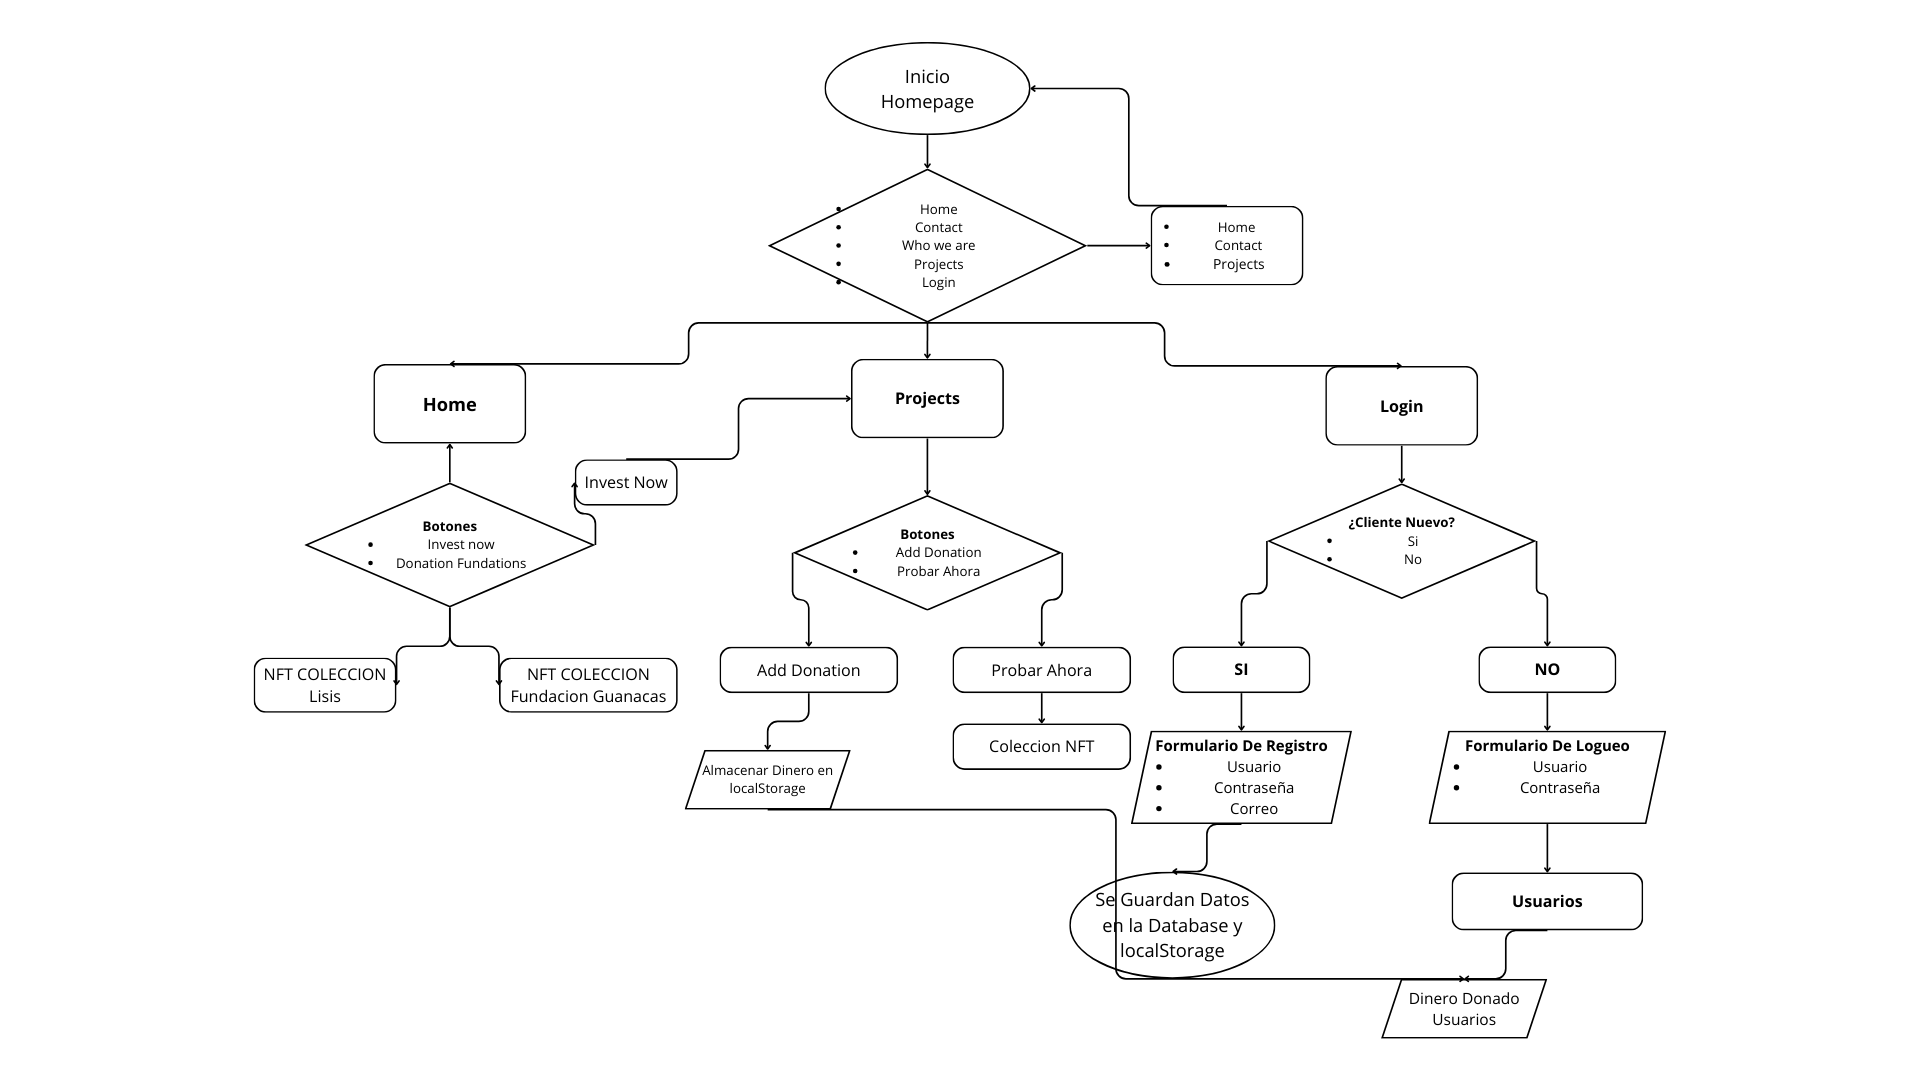 Inicio
Homepage
• Home
• Contact
• Who we are
• Projects
• Login
• Home
• Contact
• Projects
Home
Projects
Login
Invest Now
Botones
• Invest now
• Donation Fundations
Botones
• Add Donation
• Probar Ahora
¿Cliente Nuevo?
• Si
• No
NFT COLECCION
Lisis
NFT COLECCION
Fundacion Guanacas
Add Donation
Probar Ahora
SI
NO
Almacenar Dinero en
localStorage
Coleccion NFT
Formulario De Registro
• Usuario
• Contraseña
• Correo
Formulario De Logueo
• Usuario
• Contraseña
Se Guardan Datos
en la Database y
localStorage
Usuarios
Dinero Donado
Usuarios